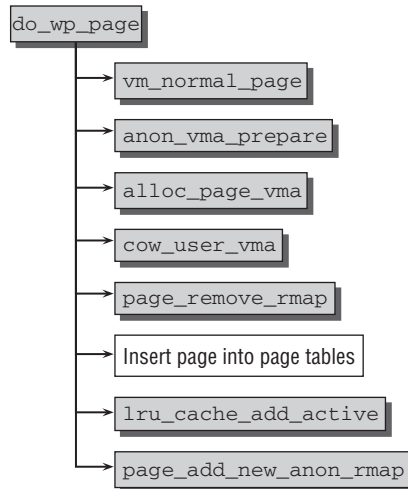 do_wp_page
vm_normal_page
anon_vma_prepare
alloc_page_vma
cow_user_vma
page_remove_rmap
Insert page into page tables
lru_cache_add_active
page_add_new_anon_rmap